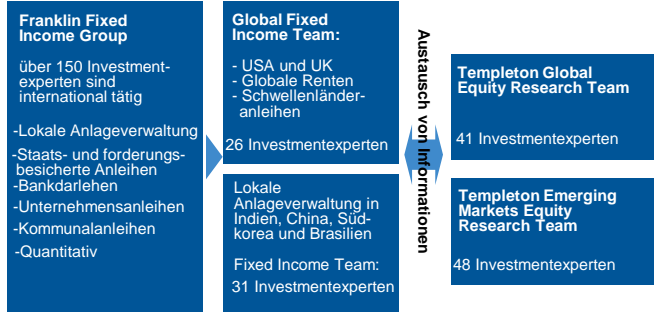 Franklin Fixed
Income Group
über 150 Investment-
experten sind
international tätig
-Lokale Anlageverwaltung
-Staats- und forderungs-
besicherte Anleihen
-Bankdarlehen
-Unternehmensanleihen
-Kommunalanleihen
-Quantitativ
Global Fixed
Income Team:
- USA und UK
- Globale Renten
- Schwellenländer-
anleihen
26 Investmentexperten
Lokale
Anlageverwaltung in
Indien, China, Süd-
korea und Brasilien
Fixed Income Team:
31 Investmentexperten
Austausch von Informationen
Templeton Global
Equity Research Team
41 Investmentexperten
Templeton Emerging
Markets Equity
Research Team
48 Investmentexperten